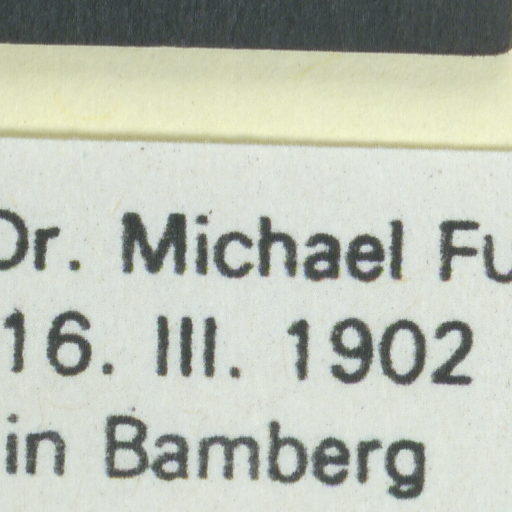 Dr. Michael
16. III. 1902
in Bamberg